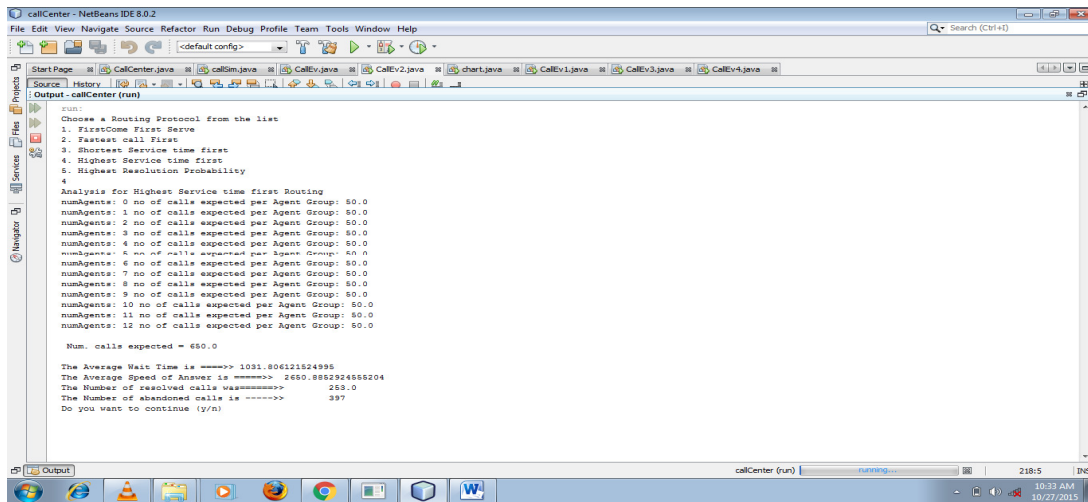 callCenter - NetBeans IDE 8.0.2
File Edit View Navigate Source Refactor Run Debug Profile Team Tools Window Help
Search (Ctrl+I)
<default config>
Start Page CallCenter.java callSim.java CallEv.java CallEv2.java chart.java CallEv1.java CallEv3.java CallEv4.java
Source History
Projects
Files
Services
Navigator
Output - callCenter (run)
run:
Choose a Routing Protocol from the list
1. FirstCome First Serve
2. Fastest call First
3. Shortest Service time first
4. Highest Service time first
5. Highest Resolution Probability
4
Analysis for Highest Service time first Routing
numAgents: 0 no of calls expected per Agent Group: 50.0
numAgents: 1 no of calls expected per Agent Group: 50.0
numAgents: 2 no of calls expected per Agent Group: 50.0
numAgents: 3 no of calls expected per Agent Group: 50.0
numAgents: 4 no of calls expected per Agent Group: 50.0
numAgents: 5 no of calls expected per Agent Group: 50.0
numAgents: 6 no of calls expected per Agent Group: 50.0
numAgents: 7 no of calls expected per Agent Group: 50.0
numAgents: 8 no of calls expected per Agent Group: 50.0
numAgents: 9 no of calls expected per Agent Group: 50.0
numAgents: 10 no of calls expected per Agent Group: 50.0
numAgents: 11 no of calls expected per Agent Group: 50.0
numAgents: 12 no of calls expected per Agent Group: 50.0
Num. calls expected = 650.0
The Average Wait Time is ====>> 1031.806121524995
The Average Speed of Answer is =====>> 2650.8852924555204
The Number of resolved calls was======>> 253.0
The Number of abandoned calls is ----->> 397
Do you want to continue (y/n)
Output
callCenter (run) running... 218:5 INS
10:33 AM
10/27/2015